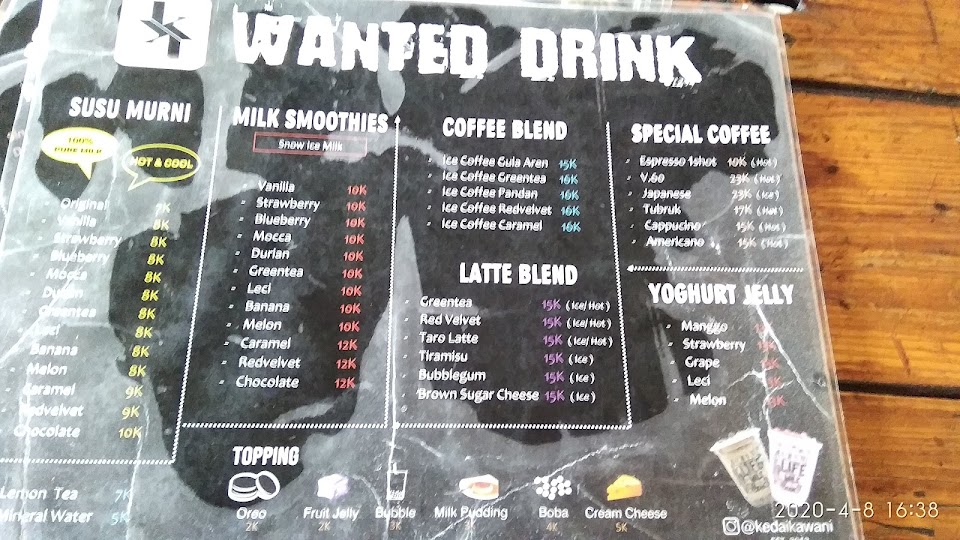 WANTED DRINK
SUSU MURNI
100%
PURE MILK
HOT & COOL
Original 7K
Vanilla 8K
Strawberry 8K
Blueberry 8K
Mocca 8K
Durian 8K
Greentea 8K
Leci 8K
Banana 8K
Melon 8K
Caramel 9K
Redvelvet 9K
Chocolate 10K
Lemon Tea 7K
Mineral Water 5K
MILK SMOOTHIES
Snow Ice Milk
Vanilla 10K
Strawberry 10K
Blueberry 10K
Mocca 10K
Durian 10K
Greentea 10K
Leci 10K
Banana 10K
Melon 10K
Caramel 12K
Redvelvet 12K
Chocolate 12K
COFFEE BLEND
Ice Coffee Gula Aren 15K
Ice Coffee Greentea 16K
Ice Coffee Pandan 16K
Ice Coffee Redvelvet 16K
Ice Coffee Caramel 16K
LATTE BLEND
Greentea 15K (Ice/Hot)
Red Velvet 15K (Ice/Hot)
Taro Latte 15K (Ice/Hot)
Tiramisu 15K (Ice)
Bubblegum 15K (Ice)
Brown Sugar Cheese 15K (Ice)
SPECIAL COFFEE
Espresso 1shot 10K (Hot)
V.60 23K (Hot)
Japanese 23K (Ice)
Tubruk 17K (Hot)
Cappucino 15K (Hot)
Americano 15K (Hot)
YOGHURT JELLY
Manggo
Strawberry
Grape
Leci
Melon
TOPPING
Oreo
2K
Fruit Jelly
2K
Bubble
3K
Milk Pudding
3K
Boba
4K
Cream Cheese
5K
LIFE
LIFE
@kedaikawani
2020-4-8 16:38